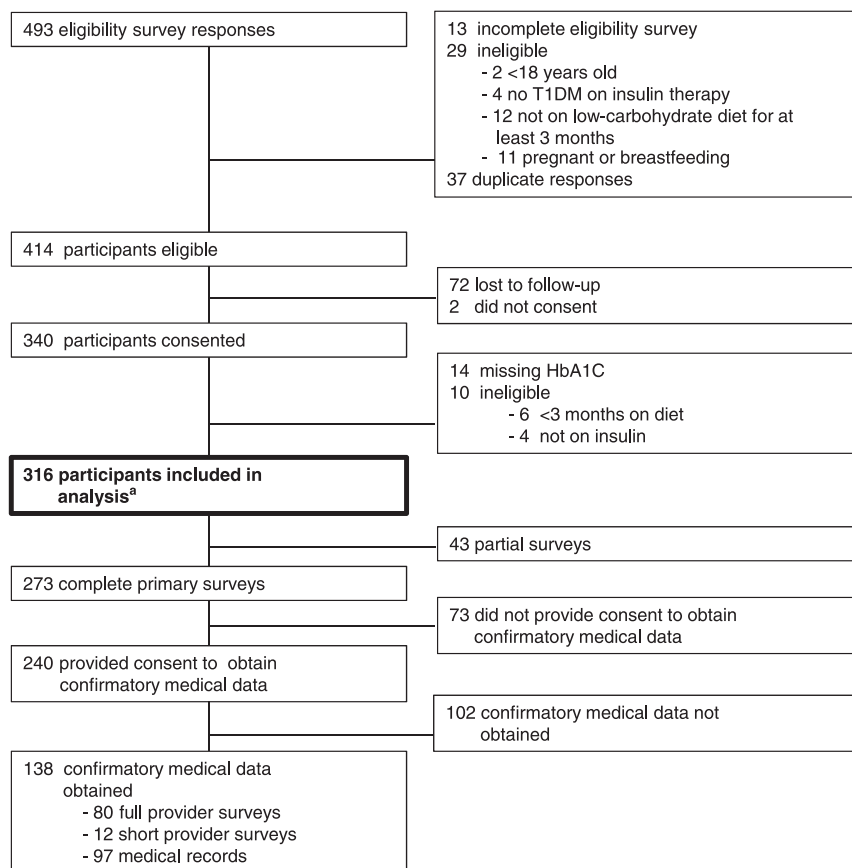 493 eligibility survey responses
13 incomplete eligibility survey
29 ineligible
- 2 <18 years old
- 4 no T1DM on insulin therapy
- 12 not on low-carbohydrate diet for at
least 3 months
- 11 pregnant or breastfeeding
37 duplicate responses
414 participants eligible
72 lost to follow-up
2 did not consent
340 participants consented
14 missing HbA1C
10 ineligible
- 6 <3 months on diet
- 4 not on insulin
316 participants included in
analysisª
43 partial surveys
273 complete primary surveys
73 did not provide consent to obtain
confirmatory medical data
240 provided consent to obtain
confirmatory medical data
102 confirmatory medical data not
obtained
138 confirmatory medical data
obtained
- 80 full provider surveys
- 12 short provider surveys
- 97 medical records